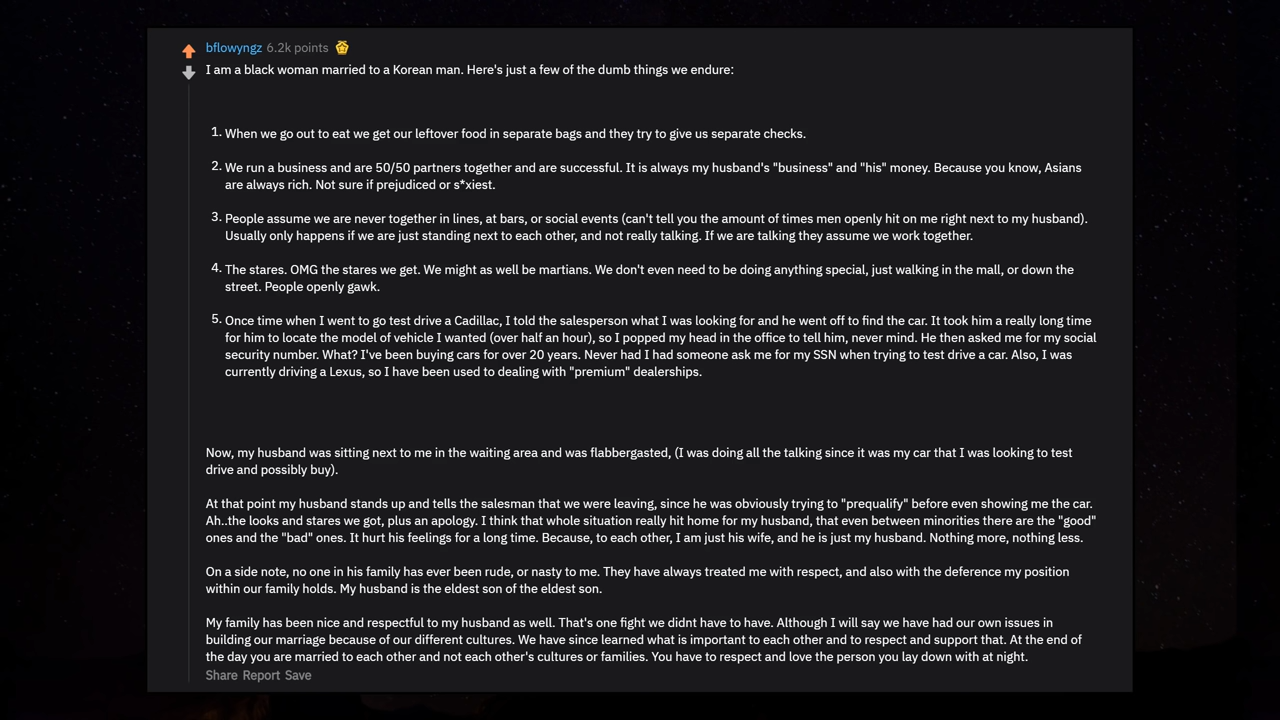 bflowyngz 6.2k points
I am a black woman married to a Korean man. Here's just a few of the dumb things we endure:
1. When we go out to eat we get our leftover food in separate bags and they try to give us separate checks.
2. We run a business and are 50/50 partners together and are successful. It is always my husband's "business" and "his" money. Because you know, Asians
are always rich. Not sure if prejudiced or s*xiest.
3. People assume we are never together in lines, at bars, or social events (can't tell you the amount of times men openly hit on me right next to my husband).
Usually only happens if we are just standing next to each other, and not really talking. If we are talking they assume we work together.
4. The stares. OMG the stares we get. We might as well be martians. We don't even need to be doing anything special, just walking in the mall, or down the
street. People openly gawk.
5. Once time when I went to go test drive a Cadillac, I told the salesperson what I was looking for and he went off to find the car. It took him a really long time
for him to locate the model of vehicle I wanted (over half an hour), so I popped my head in the office to tell him, never mind. He then asked me for my social
security number. What? I've been buying cars for over 20 years. Never had I had someone ask me for my SSN when trying to test drive a car. Also, I was
currently driving a Lexus, so I have been used to dealing with "premium" dealerships.
Now, my husband was sitting next to me in the waiting area and was flabbergasted, (I was doing all the talking since it was my car that I was looking to test
drive and possibly buy).
At that point my husband stands up and tells the salesman that we were leaving, since he was obviously trying to "prequalify" before even showing me the car.
Ah..the looks and stares we got, plus an apology. I think that whole situation really hit home for my husband, that even between minorities there are the "good"
ones and the "bad" ones. It hurt his feelings for a long time. Because, to each other, I am just his wife, and he is just my husband. Nothing more, nothing less.
On a side note, no one in his family has ever been rude, or nasty to me. They have always treated me with respect, and also with the deference my position
within our family holds. My husband is the eldest son of the eldest son.
My family has been nice and respectful to my husband as well. That's one fight we didnt have to have. Although I will say we have had our own issues in
building our marriage because of our different cultures. We have since learned what is important to each other and to respect and support that. At the end of
the day you are married to each other and not each other's cultures or families. You have to respect and love the person you lay down with at night.
Share Report Save